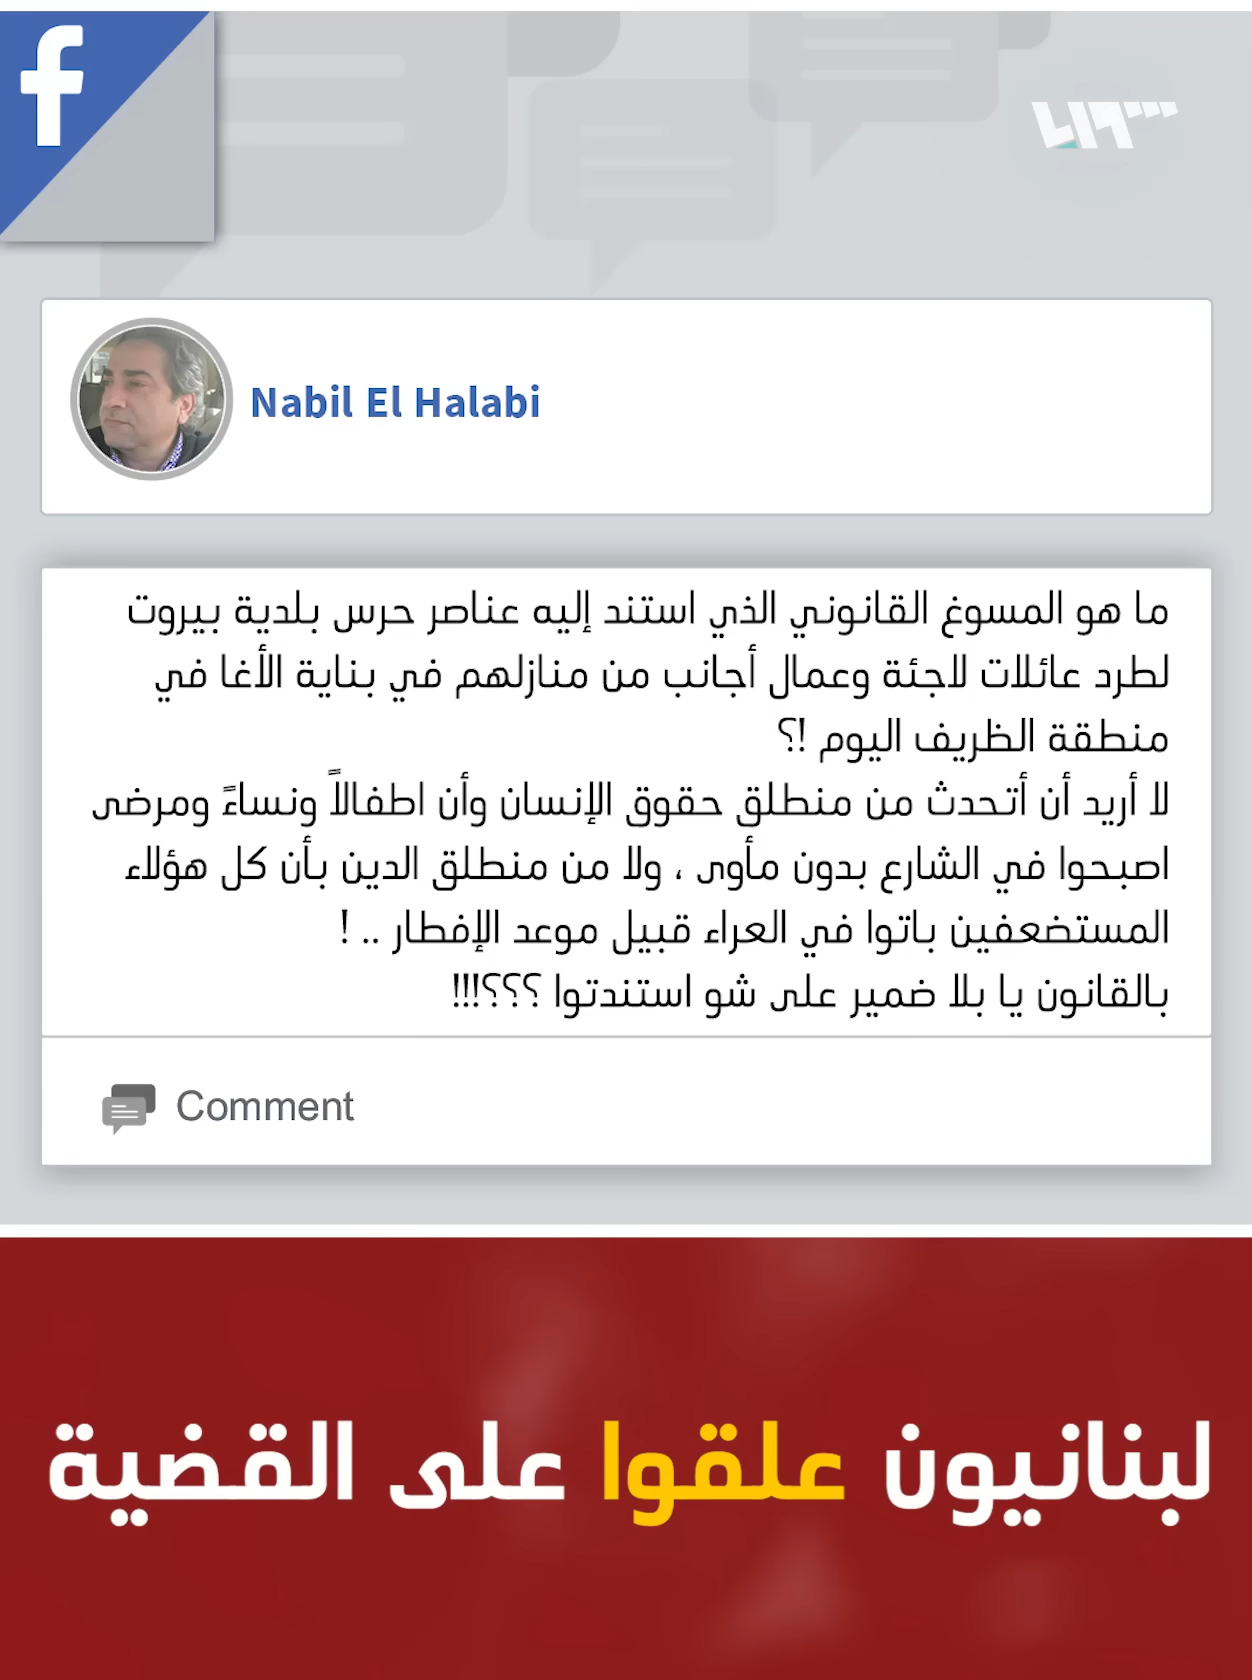 f
Nabil El Halabi
ما هو المسوغ القانوني الذي استند إليه عناصر حرس بلدية بيروت
لطرد عائلات لاجئة وعمال أجانب من منازلهم في بناية الأغا في
منطقة الظريف اليوم !؟
لا أريد أن أتحدث من منطلق حقوق الإنسان وأن اطفالاً ونساءً ومرضى
اصبحوا في الشارع بدون مأوى ، ولا من منطلق الدين بأن كل هؤلاء
المستضعفين باتوا في العراء قبيل موعد الإفطار .. !
بالقانون يا بلا ضمير على شو استندتوا ؟؟؟!!!
Comment
لبنانيون علقوا على القضية